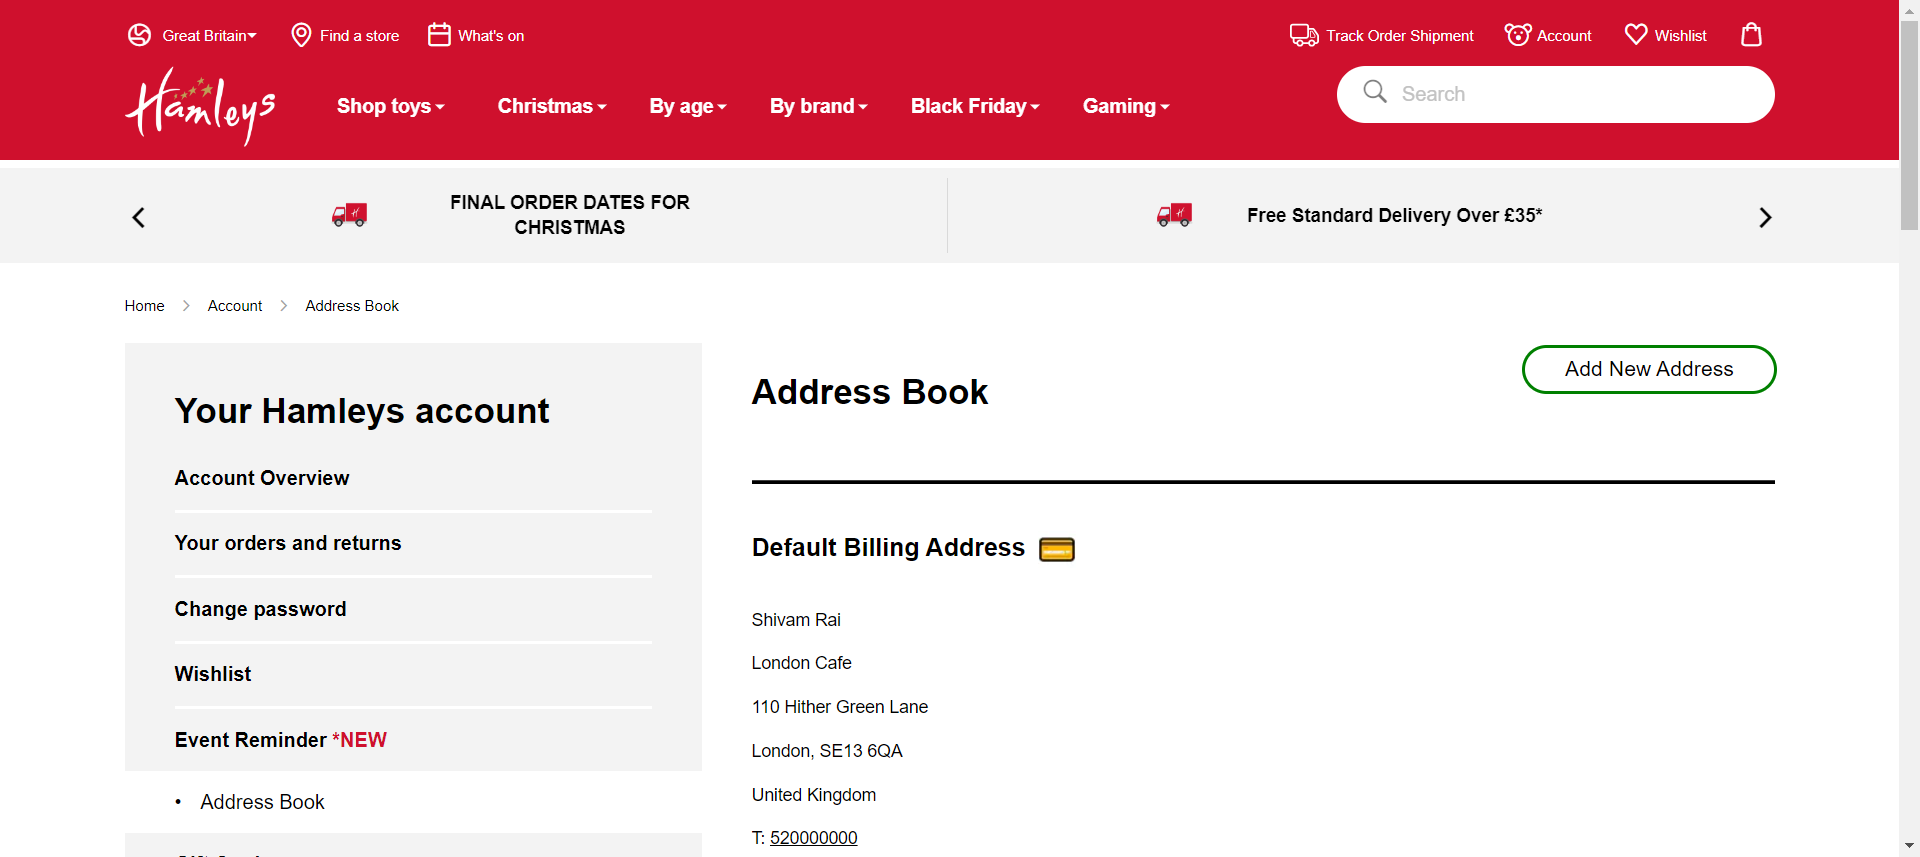 Great Britain
Find a store
What's on
Track Order Shipment
Account
Wishlist
Hamleys
Shop toys
Christmas
By age
By brand
Black Friday
Gaming
Search
FINAL ORDER DATES FOR
CHRISTMAS
Free Standard Delivery Over £35*
Home
Account
Address Book
Your Hamleys account
Account Overview
Your orders and returns
Change password
Wishlist
Event Reminder *NEW
• Address Book
Address Book
Add New Address
Default Billing Address
Shivam Rai
London Cafe
110 Hither Green Lane
London, SE13 6QA
United Kingdom
T: 520000000